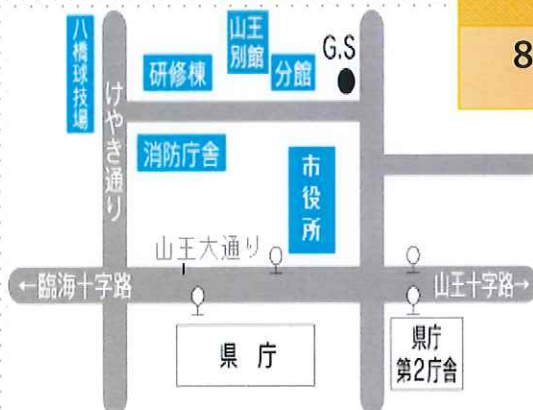 八橋球技場
けやき通り
研修棟
山王
別館
分館
G.S
8
消防庁舎
市役所
山王大通り
←臨海十字路
山王十字路→
県庁
県庁
第2庁舎